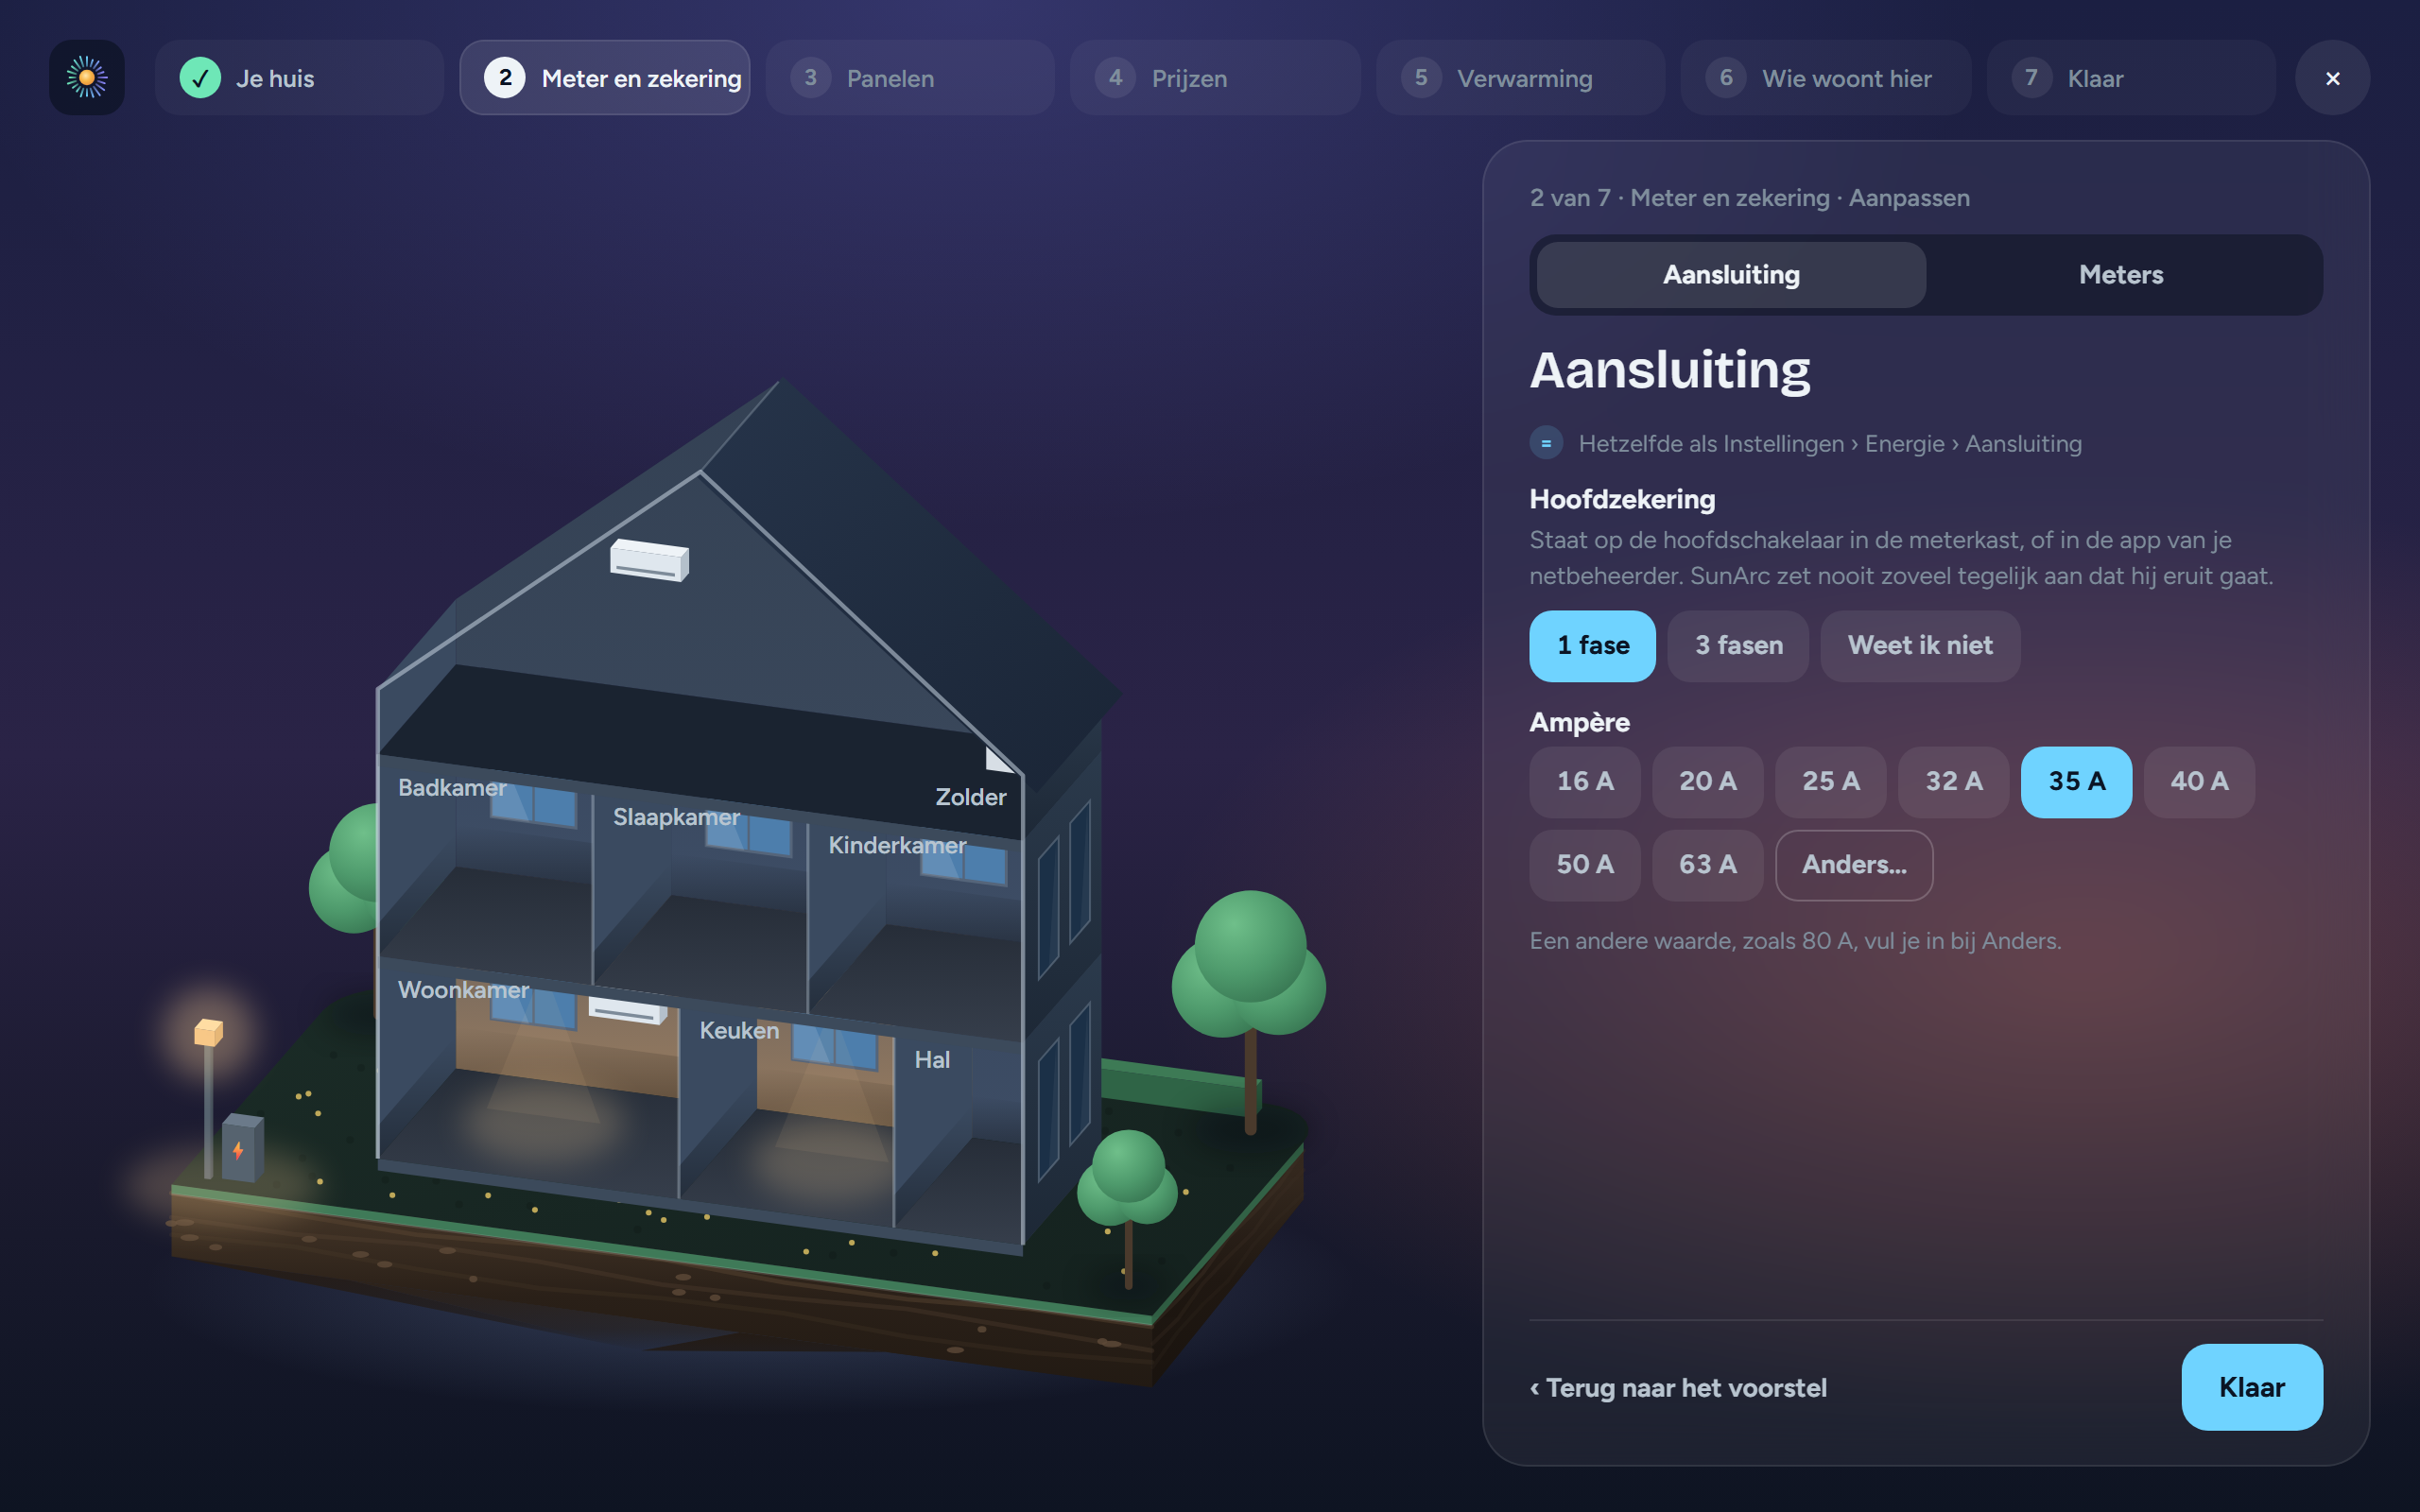 ✓ Je huis
2 Meter en zekering
3 Panelen
4 Prijzen
5 Verwarming
6 Wie woont hier
7 Klaar
×
2 van 7 · Meter en zekering · Aanpassen
Aansluiting
Meters
Aansluiting
= Hetzelfde als Instellingen › Energie › Aansluiting
Hoofdzekering
Staat op de hoofdschakelaar in de meterkast, of in de app van je
netbeheerder. SunArc zet nooit zoveel tegelijk aan dat hij eruit gaat.
1 fase
3 fasen
Weet ik niet
Ampère
16 A
20 A
25 A
32 A
35 A
40 A
50 A
63 A
Anders...
Een andere waarde, zoals 80 A, vul je in bij Anders.
‹ Terug naar het voorstel
Klaar
Badkamer
Slaapkamer
Kinderkamer
Zolder
Woonkamer
Keuken
Hal